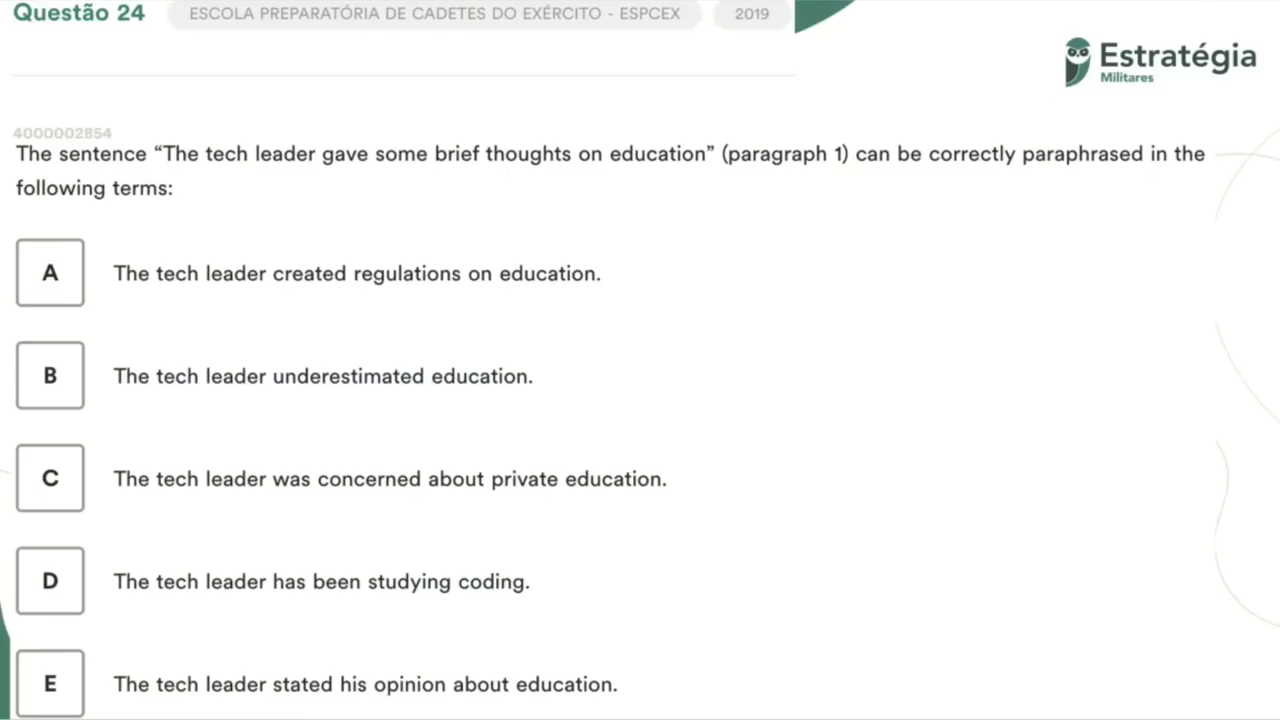 Questão 24 ESCOLA PREPARATÓRIA DE CADETES DO EXÉRCITO - ESPCEX 2019
Estratégia
Militares
4000002854
The sentence “The tech leader gave some brief thoughts on education” (paragraph 1) can be correctly paraphrased in the
following terms:
A The tech leader created regulations on education.
B The tech leader underestimated education.
C The tech leader was concerned about private education.
D The tech leader has been studying coding.
E The tech leader stated his opinion about education.